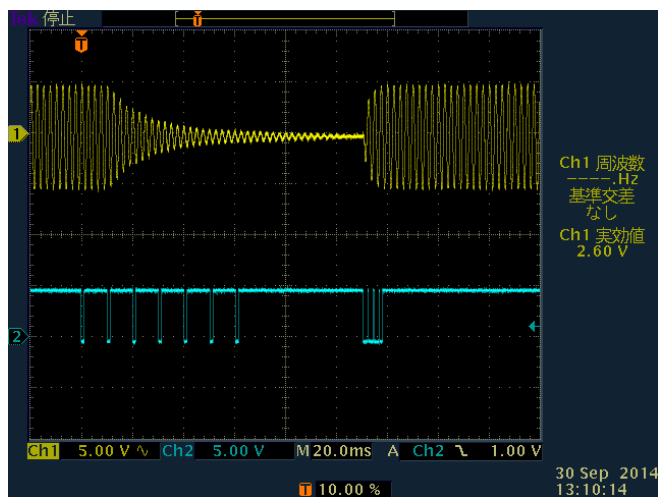 Tek 停止
T
T
1
Ch1 周波数
----.Hz
基準交差
なし
Ch1 実効値
2.60 V
2
Ch1 5.00 V Ch2 5.00 V M 20.0ms A Ch2 1.00 V
30 Sep 2014
T 10.00 % 13:10:14